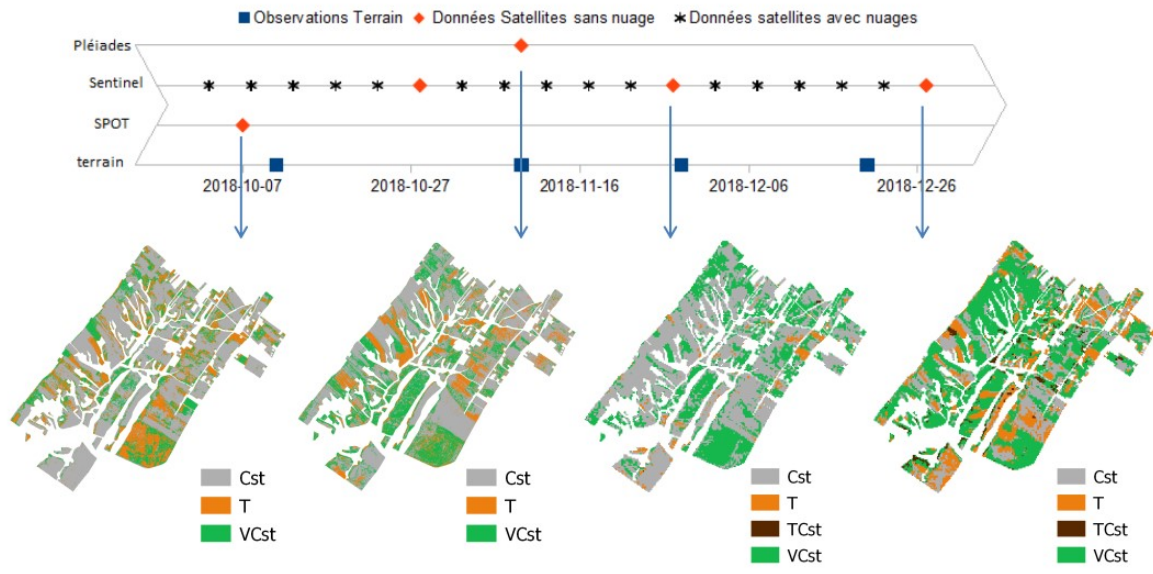 Observations Terrain Données Satellites sans nuage Données satellites avec nuages
Pléiades
Sentinel
SPOT
terrain
2018-10-07 2018-10-27 2018-11-16 2018-12-06 2018-12-26
Cst
T
VCst
Cst
T
VCst
Cst
T
TCst
VCst
Cst
T
TCst
VCst